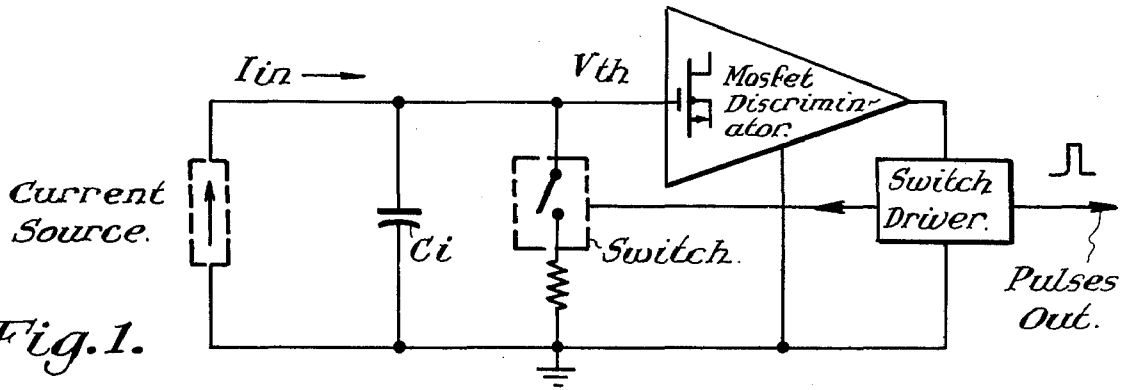 Iin
Vth
Mosfet
Discrimin-
ator.
Current
Source.
Ci
Switch.
Switch
Driver.
Pulses
Out.
Fig.1.